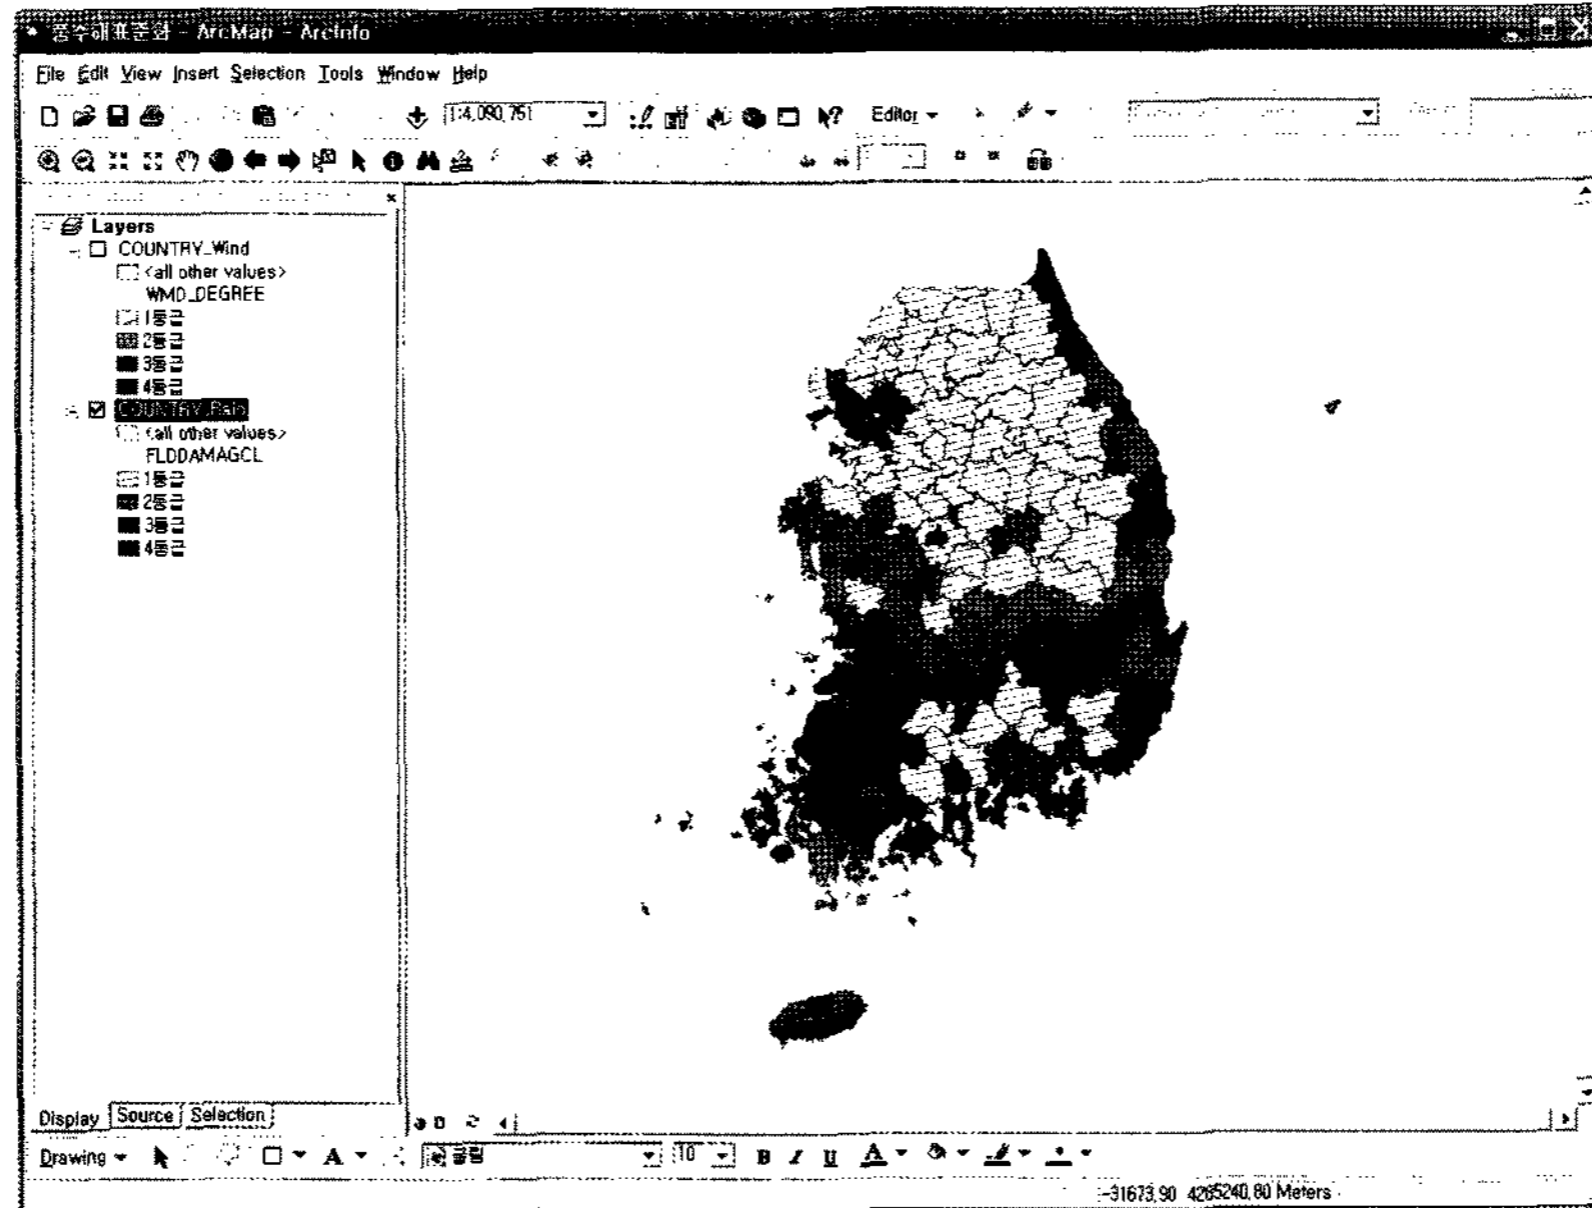 풍수해표준화 - ArcMap - ArcInfo
File Edit View Insert Selection Tools Window Help
1:4,090,751
Editor
Layers
COUNTRY_Wind
<all other values>
WMD_DEGREE
1등급
2등급
3등급
4등급
COUNTRY_Rain
<all other values>
FLDDAMAGCL
1등급
2등급
3등급
4등급
Display Source Selection
Drawing
A
굴림
10
B I U A
-31673,90 4265240,80 Meters